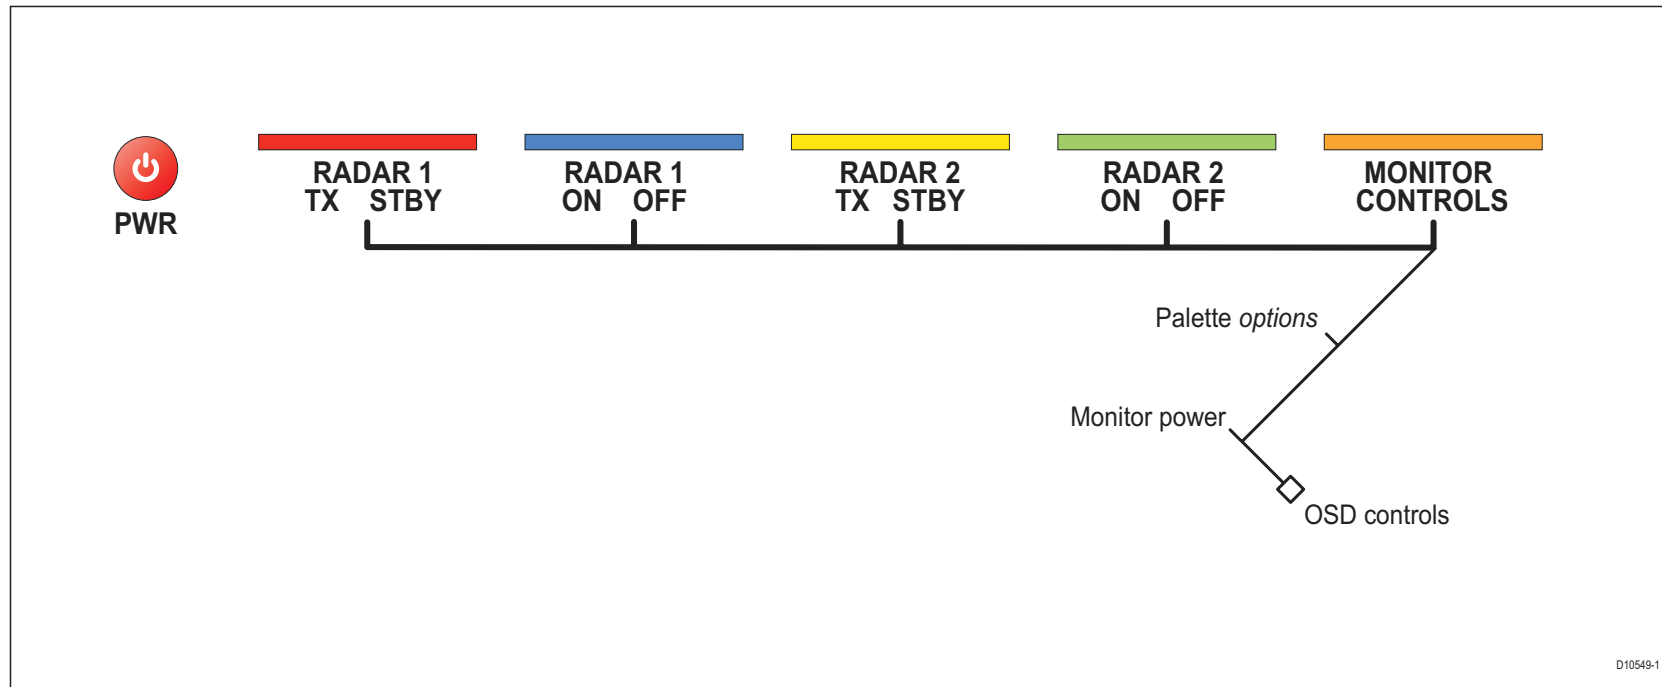 PWR
RADAR 1
TX STBY
RADAR 1
ON OFF
RADAR 2
TX STBY
RADAR 2
ON OFF
MONITOR
CONTROLS
Palette options
Monitor power
OSD controls
D10549-1